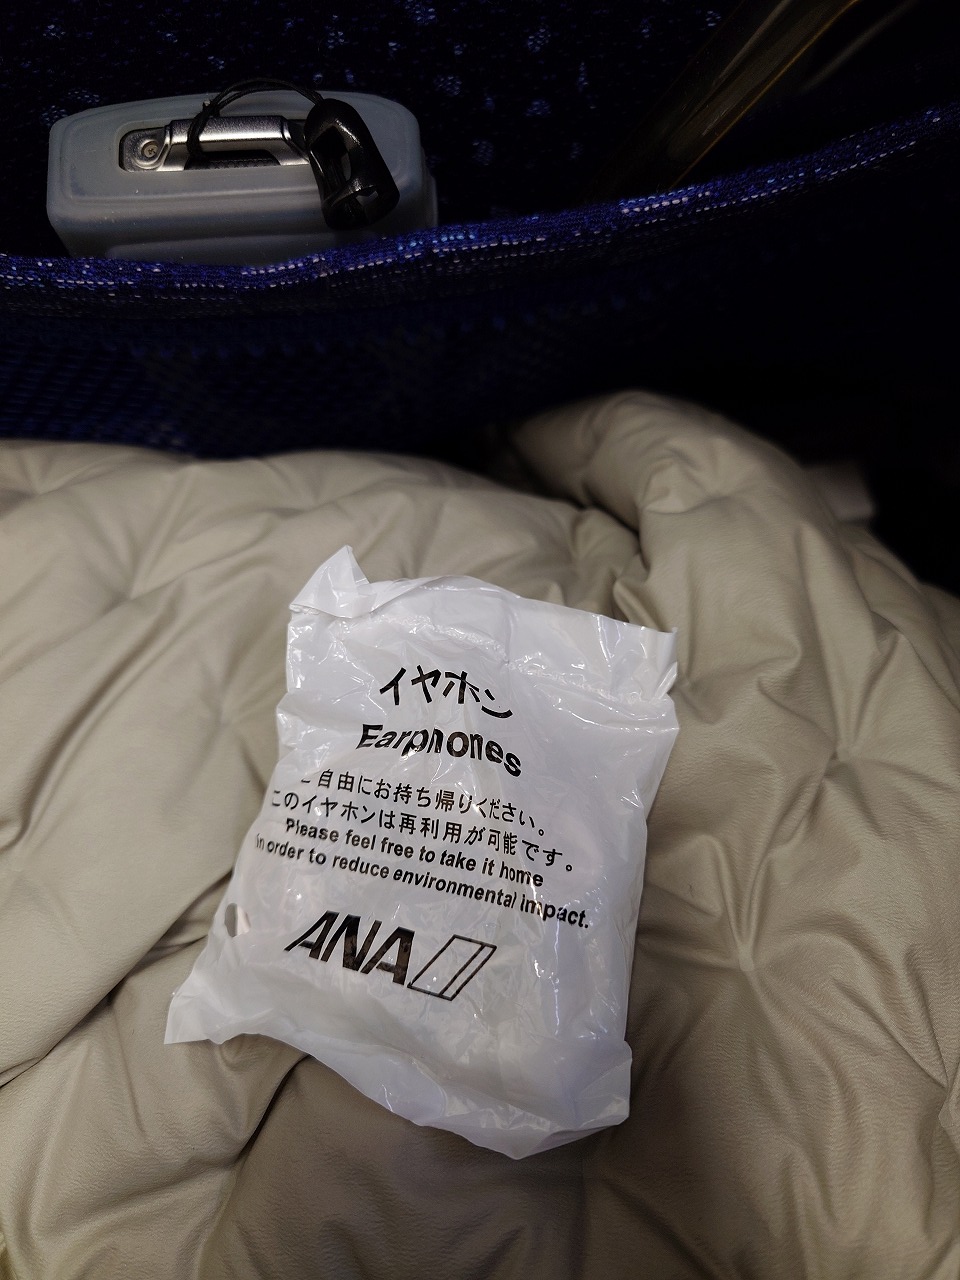 イヤホン
Earphones
ご自由にお持ち帰りください。
このイヤホンは再利用が可能です。
Please feel free to take it home
in order to reduce environmental impact.
ANA